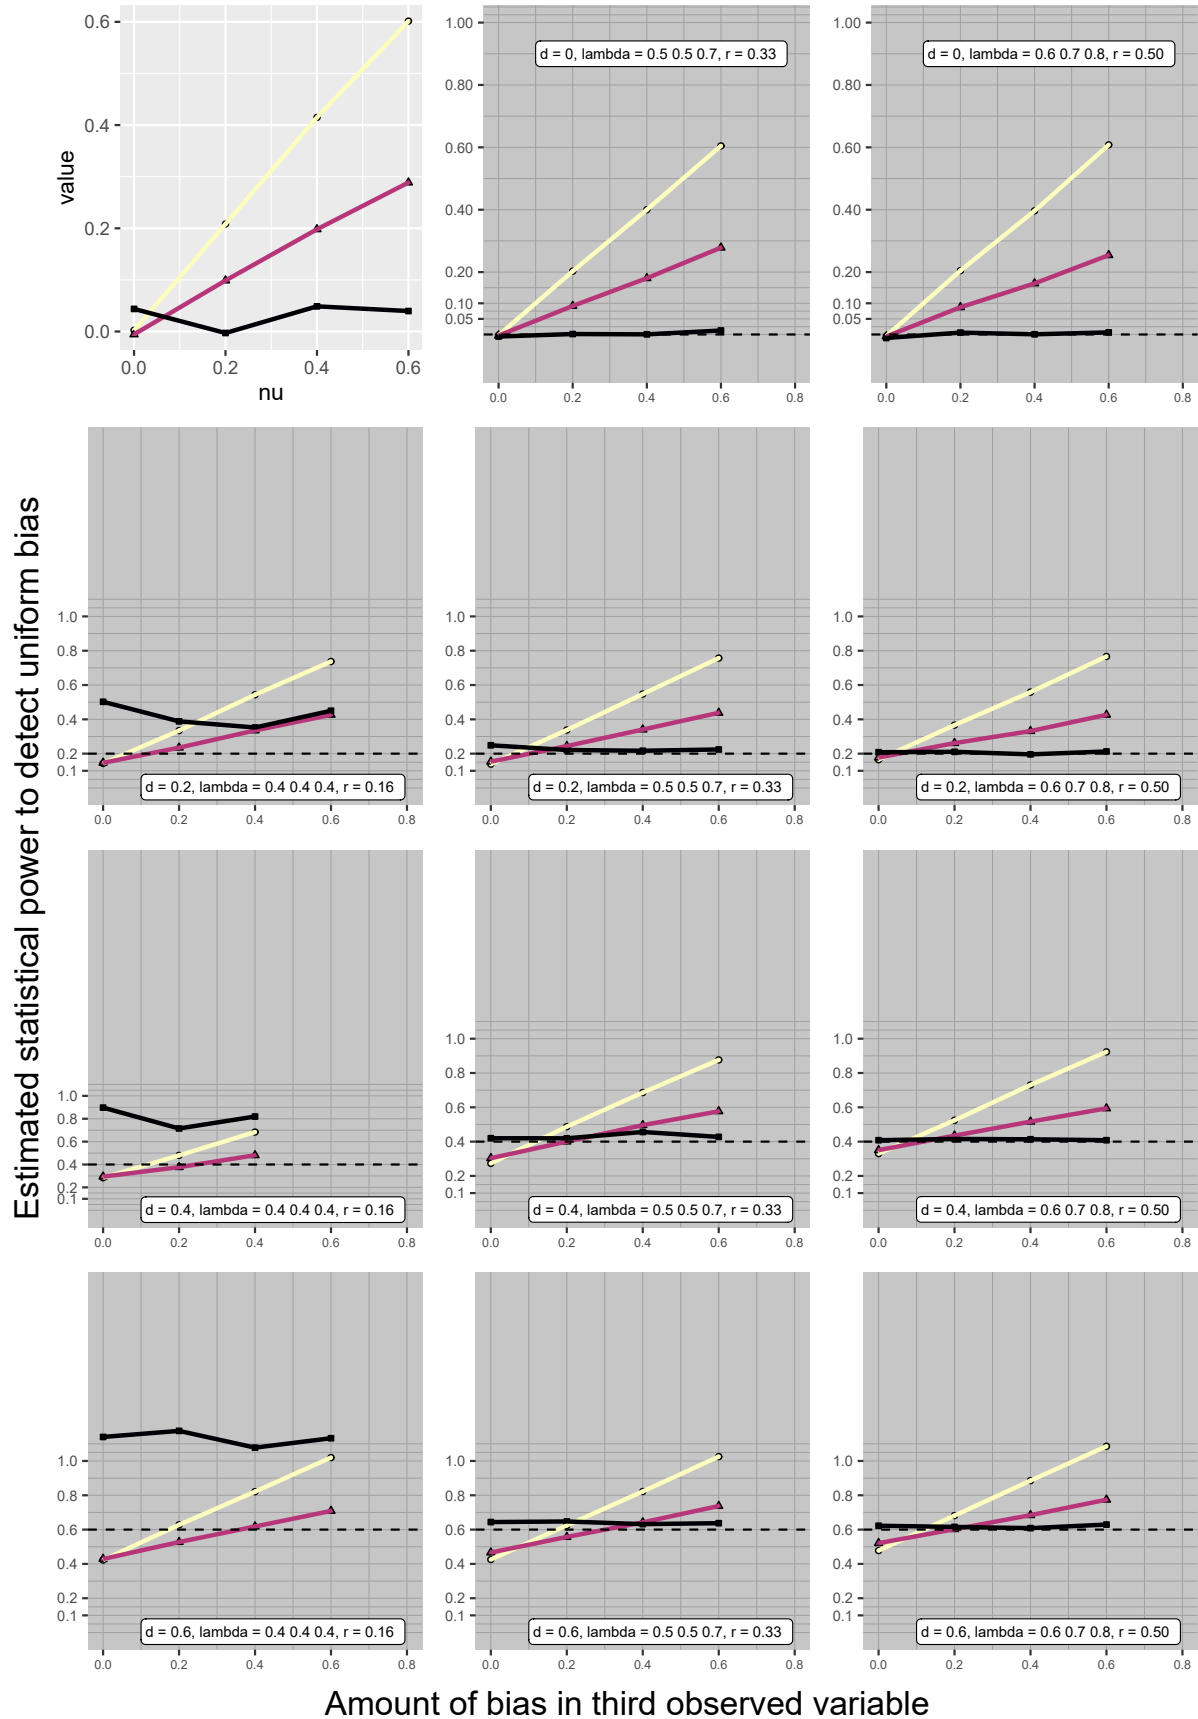 0.6
0.4
0.2
0.0
value
0.0 0.2 0.4 0.6
nu
1.00
0.80
0.60
0.40
0.20
0.10
0.05
d = 0, lambda = 0.5 0.5 0.7, r = 0.33
0.0 0.2 0.4 0.6 0.8
1.00
0.80
0.60
0.40
0.20
0.10
0.05
d = 0, lambda = 0.6 0.7 0.8, r = 0.50
0.0 0.2 0.4 0.6 0.8
Estimated statistical power to detect uniform bias
1.0
0.8
0.6
0.4
0.2
0.1
d = 0.2, lambda = 0.4 0.4 0.4, r = 0.16
0.0 0.2 0.4 0.6 0.8
1.0
0.8
0.6
0.4
0.2
0.1
d = 0.2, lambda = 0.5 0.5 0.7, r = 0.33
0.0 0.2 0.4 0.6 0.8
1.0
0.8
0.6
0.4
0.2
0.1
d = 0.2, lambda = 0.6 0.7 0.8, r = 0.50
0.0 0.2 0.4 0.6 0.8
1.0
0.8
0.6
0.4
0.2
0.1
d = 0.4, lambda = 0.4 0.4 0.4, r = 0.16
0.0 0.2 0.4 0.6 0.8
1.0
0.8
0.6
0.4
0.2
0.1
d = 0.4, lambda = 0.5 0.5 0.7, r = 0.33
0.0 0.2 0.4 0.6 0.8
1.0
0.8
0.6
0.4
0.2
0.1
d = 0.4, lambda = 0.6 0.7 0.8, r = 0.50
0.0 0.2 0.4 0.6 0.8
1.0
0.8
0.6
0.4
0.2
0.1
d = 0.6, lambda = 0.4 0.4 0.4, r = 0.16
0.0 0.2 0.4 0.6 0.8
1.0
0.8
0.6
0.4
0.2
0.1
d = 0.6, lambda = 0.5 0.5 0.7, r = 0.33
0.0 0.2 0.4 0.6 0.8
1.0
0.8
0.6
0.4
0.2
0.1
d = 0.6, lambda = 0.6 0.7 0.8, r = 0.50
0.0 0.2 0.4 0.6 0.8
Amount of bias in third observed variable